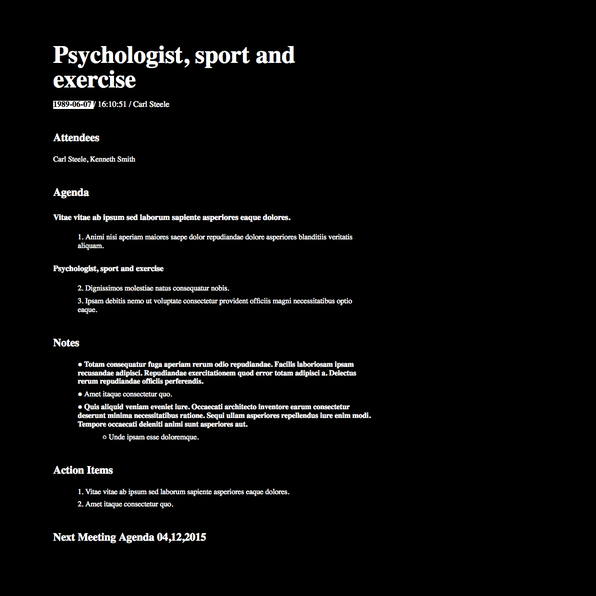 Psychologist, sport and
exercise
1989-06-07/ 16:10:51 / Carl Steele
Attendees
Carl Steele, Kenneth Smith
Agenda
Vitae vitae ab ipsum sed laborum sapiente asperiores eaque dolores.
1. Animi nisi aperiam maiores saepe dolor repudiandae dolore asperiores blanditiis veritatis
aliquam.
Psychologist, sport and exercise
2. Dignissimos molestiae natus consequatur nobis.
3. Ipsam debitis nemo ut voluptate consectetur provident officiis magni necessitatibus optio
eaque.
Notes
● Totam consequatur fuga aperiam rerum odio repudiandae. Facilis laboriosam ipsam
recusandae adipisci. Repudiandae exercitationem quod error totam adipisci a. Delectus
rerum repudiandae officiis perferendis.
● Amet itaque consectetur quo.
● Quis aliquid veniam eveniet iure. Occaecati architecto inventore earum consectetur
deserunt minima necessitatibus ratione. Sequi ullam asperiores repellendus iure enim modi.
Tempore occaecati deleniti animi sunt asperiores aut.
○ Unde ipsam esse doloremque.
Action Items
1. Vitae vitae ab ipsum sed laborum sapiente asperiores eaque dolores.
2. Amet itaque consectetur quo.
Next Meeting Agenda 04,12,2015